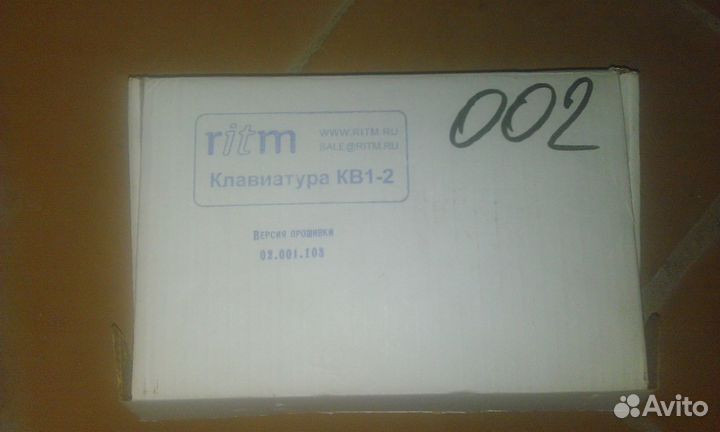 ritm
WWW.RITM.RU
SALE@RITM.RU
Клавиатура КВ1-2
002
Версия прошивки
02.001.103
Avito